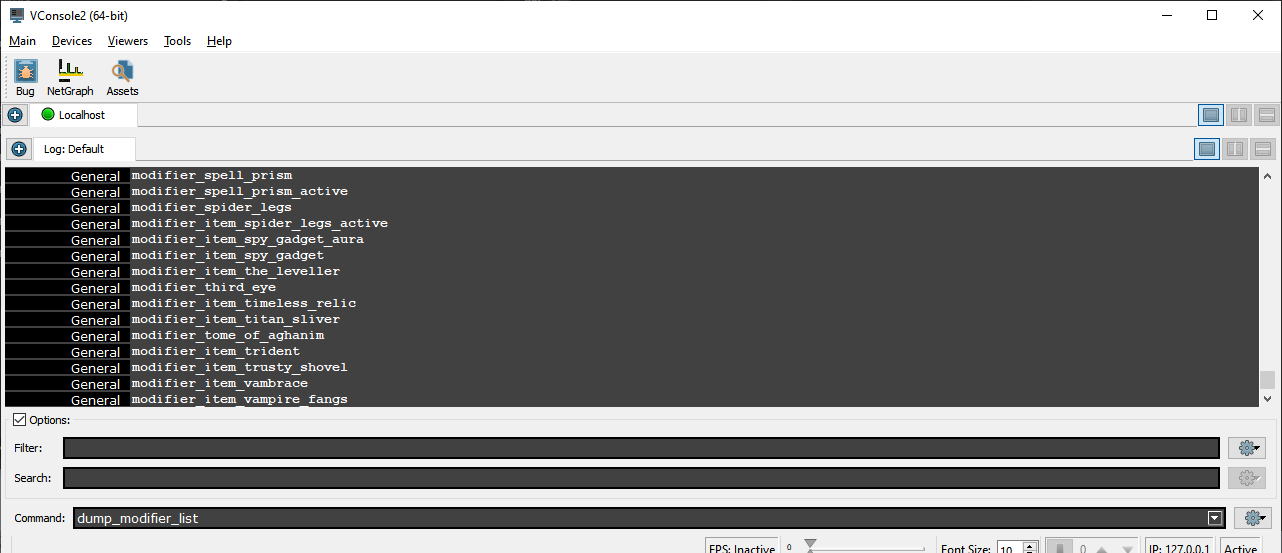 VConsole2 (64-bit)
Main Devices Viewers Tools Help
Bug NetGraph Assets
Localhost
Log: Default
General modifier_spell_prism
General modifier_spell_prism_active
General modifier_spider_legs
General modifier_item_spider_legs_active
General modifier_item_spy_gadget_aura
General modifier_item_spy_gadget
General modifier_item_the_leveller
General modifier_third_eye
General modifier_item_timeless_relic
General modifier_item_titan_sliver
General modifier_tome_of_aghanim
General modifier_item_trident
General modifier_item_trusty_shovel
General modifier_item_vambrace
General modifier_item_vampire_fangs
Options:
Filter:
Search:
Command: dump_modifier_list
FPS: Inactive 0 Font Size: 10 0 IP: 127.0.0.1 Active